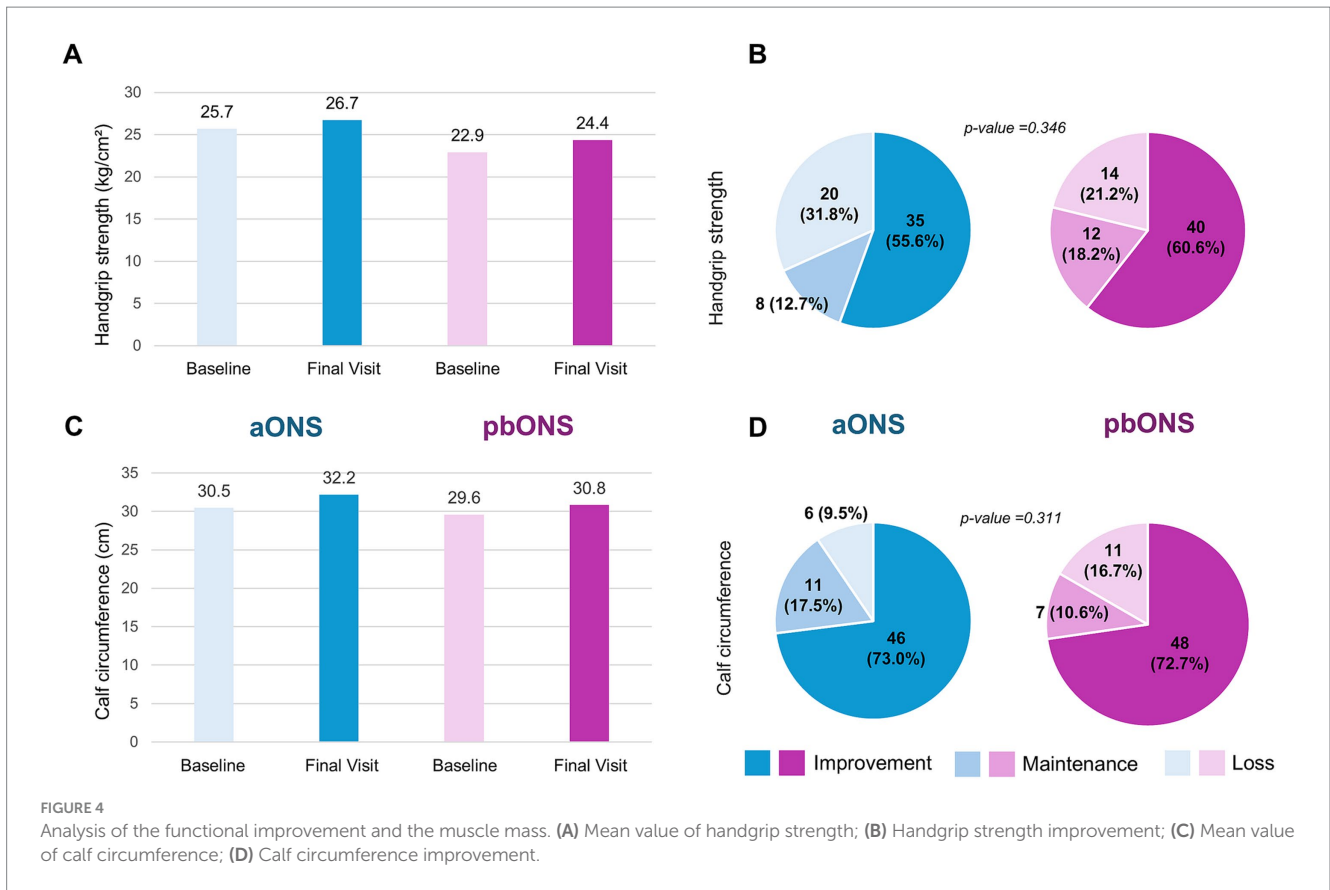 A
Handgrip strength (kg/cm²)
30
25
20
15
10
5
0
25.7
26.7
22.9
24.4
Baseline
Final Visit
Baseline
Final Visit
B
Handgrip strength
p-value =0.346
20
(31.8%)
35
(55.6%)
8 (12.7%)
14
(21.2%)
12
(18.2%)
40
(60.6%)
C
aONS
pbONS
Calf circumference (cm)
35
30
25
20
15
10
5
0
30.5
32.2
29.6
30.8
Baseline
Final Visit
Baseline
Final Visit
D
aONS
pbONS
Calf circumference
p-value =0.311
6 (9.5%)
11
(17.5%)
46
(73.0%)
11
(16.7%)
7 (10.6%)
48
(72.7%)
Improvement
Maintenance
Loss
FIGURE 4
Analysis of the functional improvement and the muscle mass. (A) Mean value of handgrip strength; (B) Handgrip strength improvement; (C) Mean value
of calf circumference; (D) Calf circumference improvement.